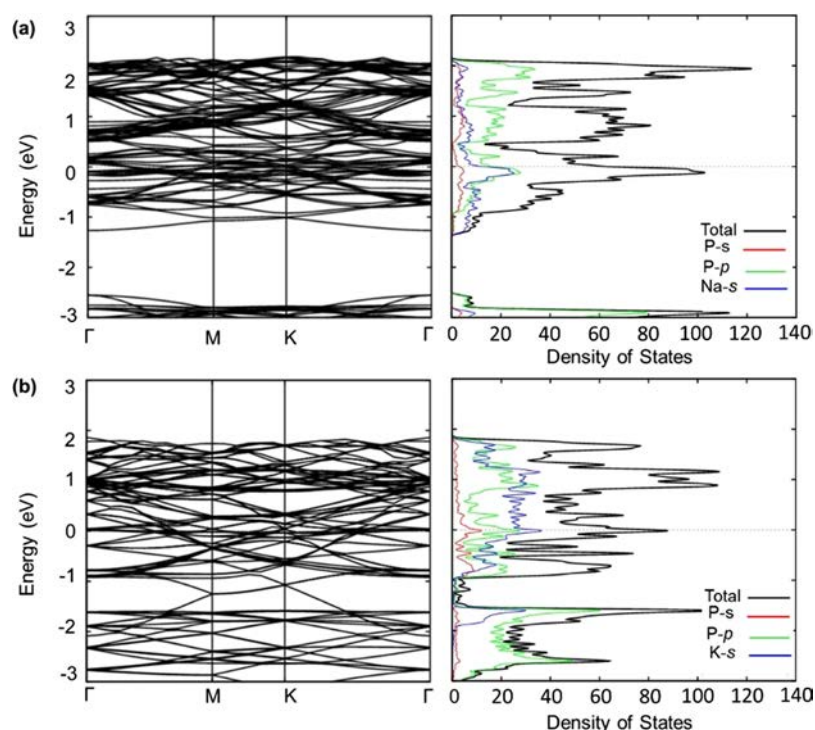 (a)
3
2
1
0
-1
-2
-3
Energy (eV)
Γ M K Γ
Total
P-s
P-p
Na-s
0 20 40 60 80 100 120 140
Density of States
(b)
3
2
1
0
-1
-2
-3
Energy (eV)
Γ M K Γ
Total
P-s
P-p
K-s
0 20 40 60 80 100 120 140
Density of States